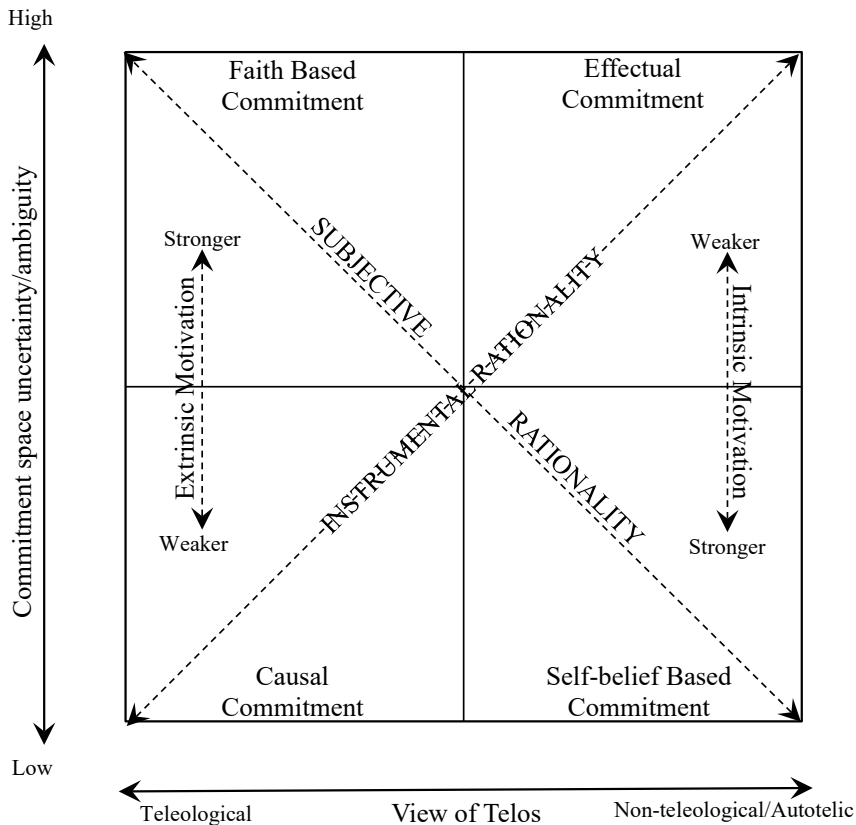 High
Faith Based
Commitment
Effectual
Commitment
Commitment space uncertainty/ambiguity
Stronger
Weaker
SUBJECTIVE
INSTRUMENTAL RATIONALITY
Extrinsic Motivation
Intrinsic Motivation
RATIONALITY
Weaker
Stronger
Causal
Commitment
Self-belief Based
Commitment
Low
Teleological
View of Telos
Non-teleological/Autotelic